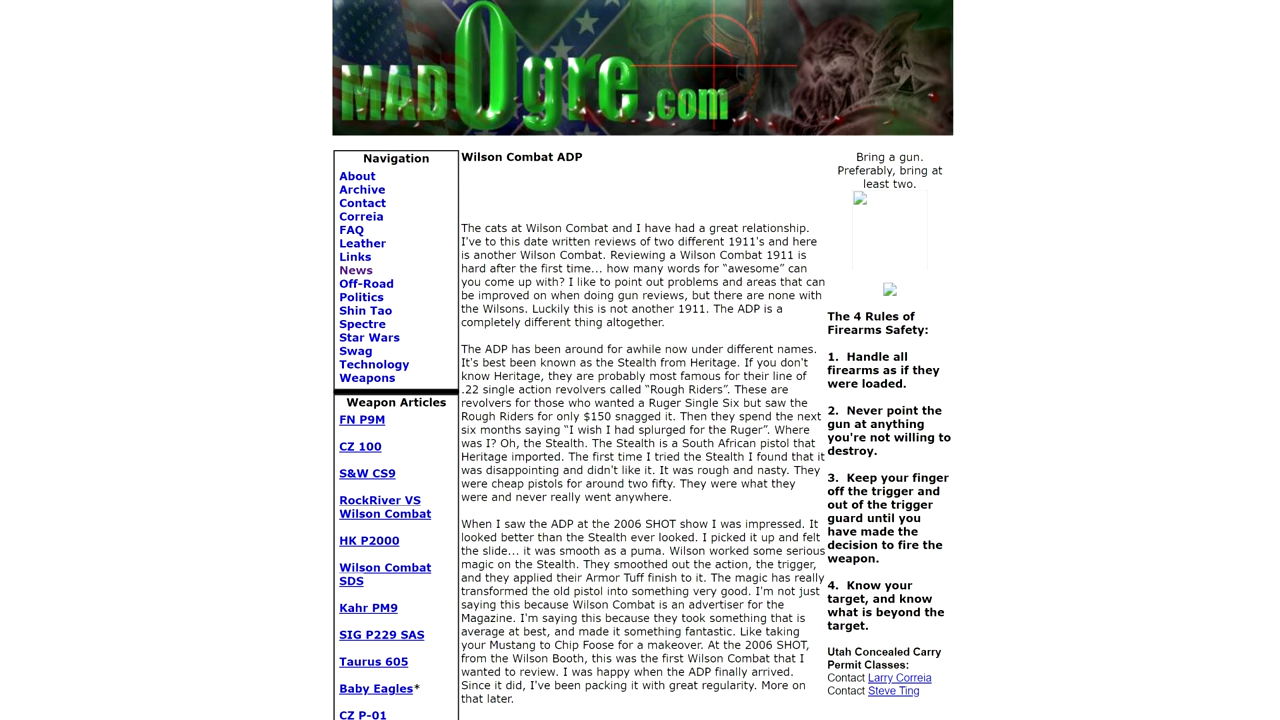 MAD Ogre.com
Navigation
About
Archive
Contact
Correia
FAQ
Leather
Links
News
Off-Road
Politics
Shin Tao
Spectre
Star Wars
Swag
Technology
Weapons
Weapon Articles
FN P9M
CZ 100
S&W CS9
RockRiver VS
Wilson Combat
HK P2000
Wilson Combat
SDS
Kahr PM9
SIG P229 SAS
Taurus 605
Baby Eagles*
CZ P-01
Wilson Combat ADP
The cats at Wilson Combat and I have had a great relationship.
I've to this date written reviews of two different 1911's and here
is another Wilson Combat. Reviewing a Wilson Combat 1911 is
hard after the first time... how many words for “awesome” can
you come up with? I like to point out problems and areas that can
be improved on when doing gun reviews, but there are none with
the Wilsons. Luckily this is not another 1911. The ADP is a
completely different thing altogether.
The ADP has been around for awhile now under different names.
It's best been known as the Stealth from Heritage. If you don't
know Heritage, they are probably most famous for their line of
.22 single action revolvers called “Rough Riders”. These are
revolvers for those who wanted a Ruger Single Six but saw the
Rough Riders for only $150 snagged it. Then they spend the next
six months saying “I wish I had splurged for the Ruger”. Where
was I? Oh, the Stealth. The Stealth is a South African pistol that
Heritage imported. The first time I tried the Stealth I found that it
was disappointing and didn't like it. It was rough and nasty. They
were cheap pistols for around two fifty. They were what they
were and never really went anywhere.
When I saw the ADP at the 2006 SHOT show I was impressed. It
looked better than the Stealth ever looked. I picked it up and felt
the slide... it was smooth as a puma. Wilson worked some serious
magic on the Stealth. They smoothed out the action, the trigger,
and they applied their Armor Tuff finish to it. The magic has really
transformed the old pistol into something very good. I'm not just
saying this because Wilson Combat is an advertiser for the
Magazine. I'm saying this because they took something that is
average at best, and made it something fantastic. Like taking
your Mustang to Chip Foose for a makeover. At the 2006 SHOT,
from the Wilson Booth, this was the first Wilson Combat that I
wanted to review. I was happy when the ADP finally arrived.
Since it did, I've been packing it with great regularity. More on
that later.
Bring a gun.
Preferably, bring at
least two.
The 4 Rules of
Firearms Safety:
1. Handle all
firearms as if they
were loaded.
2. Never point the
gun at anything
you're not willing to
destroy.
3. Keep your finger
off the trigger and
out of the trigger
guard until you
have made the
decision to fire the
weapon.
4. Know your
target, and know
what is beyond the
target.
Utah Concealed Carry
Permit Classes:
Contact Larry Correia
Contact Steve Ting